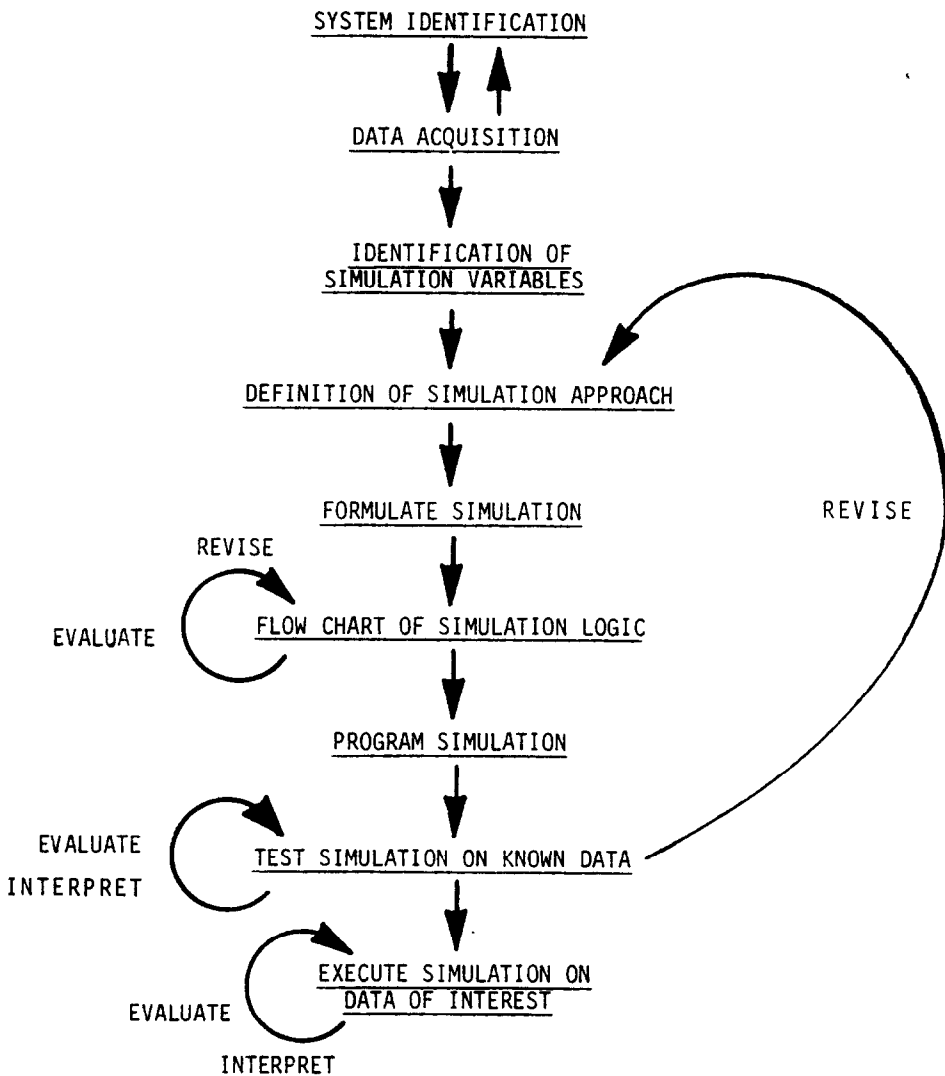 SYSTEM IDENTIFICATION
DATA ACQUISITION
IDENTIFICATION OF
SIMULATION VARIABLES
DEFINITION OF SIMULATION APPROACH
FORMULATE SIMULATION
REVISE
REVISE
EVALUATE
FLOW CHART OF SIMULATION LOGIC
PROGRAM SIMULATION
EVALUATE
INTERPRET
TEST SIMULATION ON KNOWN DATA
EXECUTE SIMULATION ON
DATA OF INTEREST
EVALUATE
INTERPRET